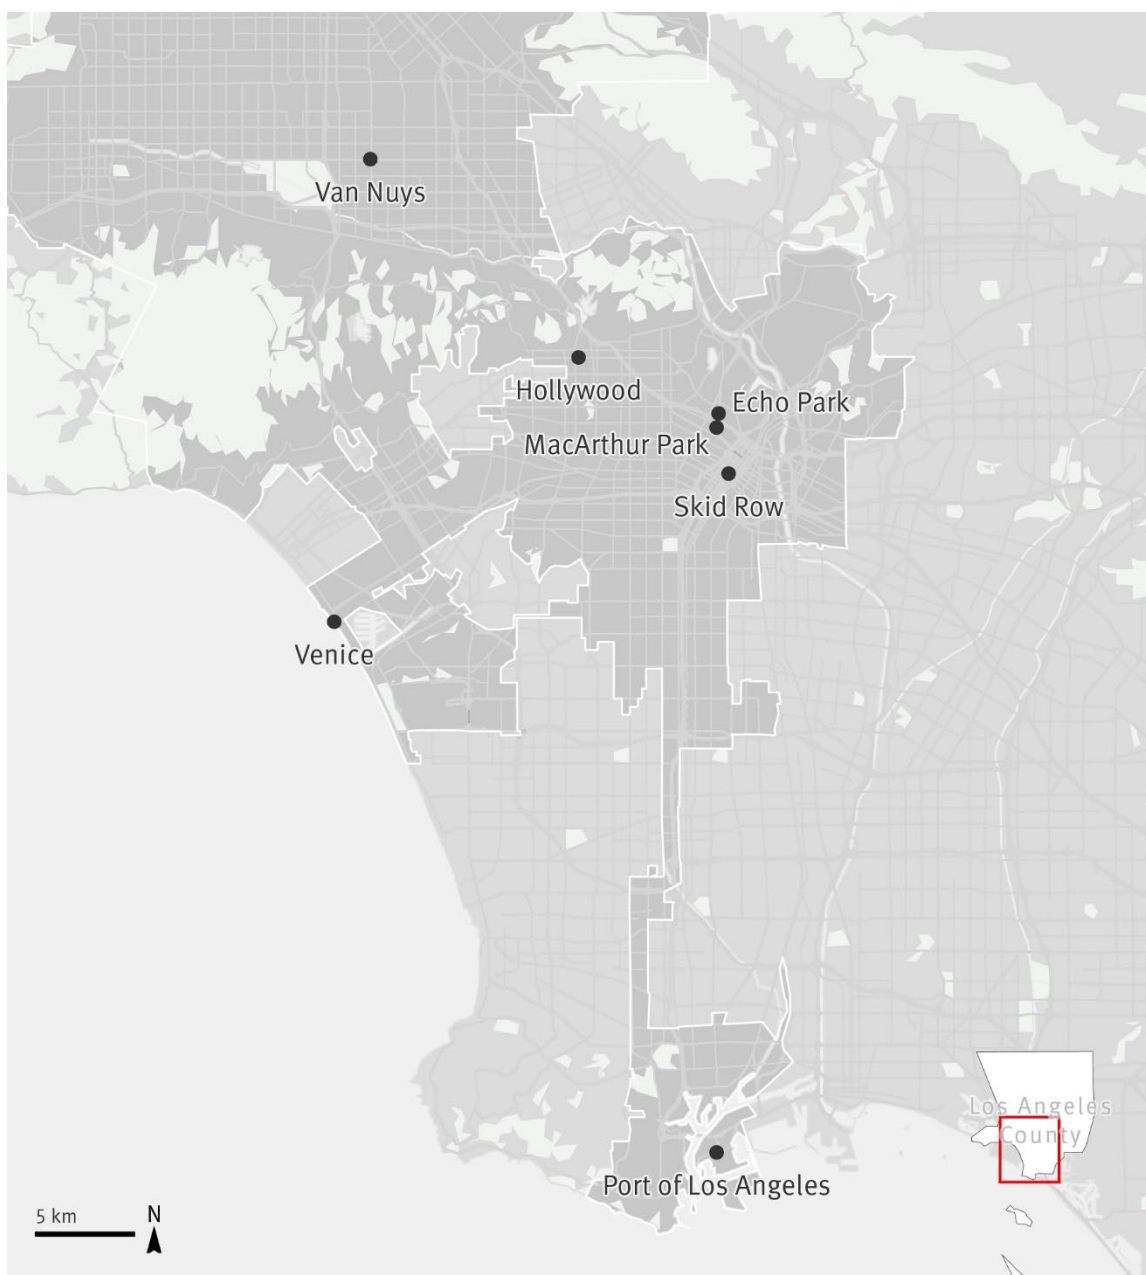 Van Nuys
Hollywood
Echo Park
MacArthur Park
Skid Row
Venice
Los Angeles
County
Port of Los Angeles
5 km
N